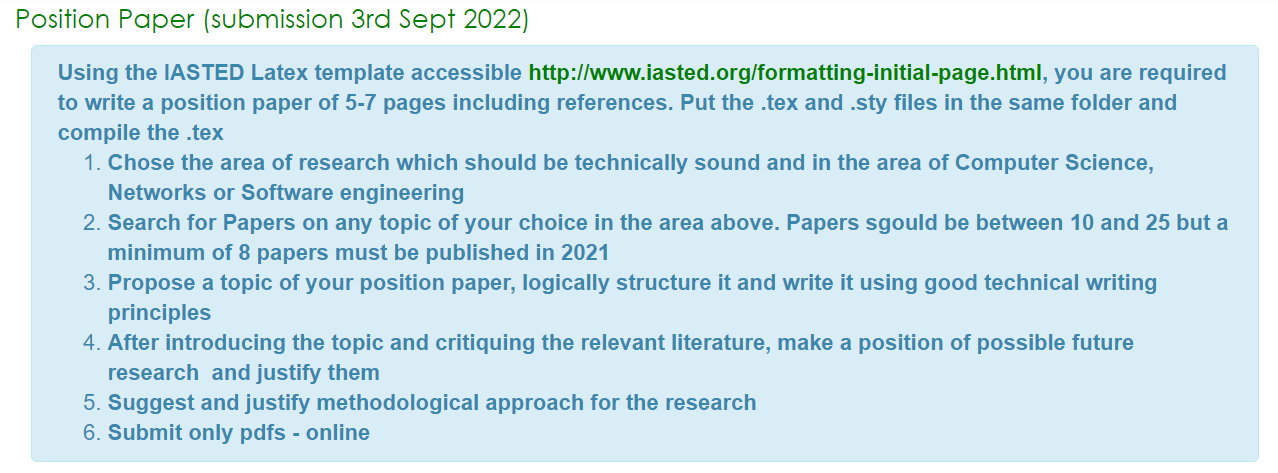 Position Paper (submission 3rd Sept 2022)
Using the IASTED Latex template accessible http://www.iasted.org/formatting-initial-page.html, you are required
to write a position paper of 5-7 pages including references. Put the .tex and .sty files in the same folder and
compile the .tex
1. Chose the area of research which should be technically sound and in the area of Computer Science,
Networks or Software engineering
2. Search for Papers on any topic of your choice in the area above. Papers sgould be between 10 and 25 but a
minimum of 8 papers must be published in 2021
3. Propose a topic of your position paper, logically structure it and write it using good technical writing
principles
4. After introducing the topic and critiquing the relevant literature, make a position of possible future
research  and justify them
5. Suggest and justify methodological approach for the research
6. Submit only pdfs - online